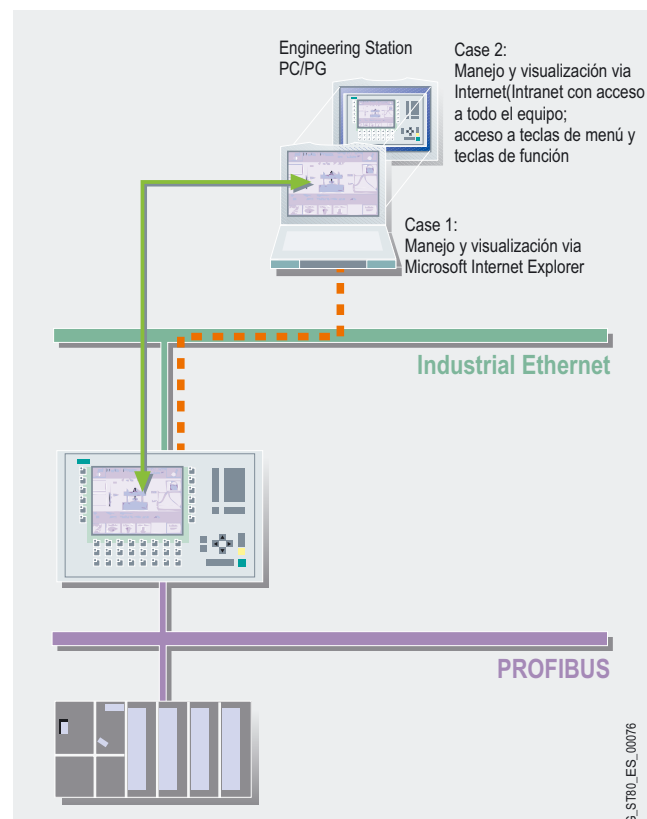 Engineering Station
PC/PG
Case 2:
Manejo y visualización via
Internet(Intranet con acceso
a todo el equipo;
acceso a teclas de menú y
teclas de función
Case 1:
Manejo y visualización via
Microsoft Internet Explorer
Industrial Ethernet
PROFIBUS
_ST80_ES_00076